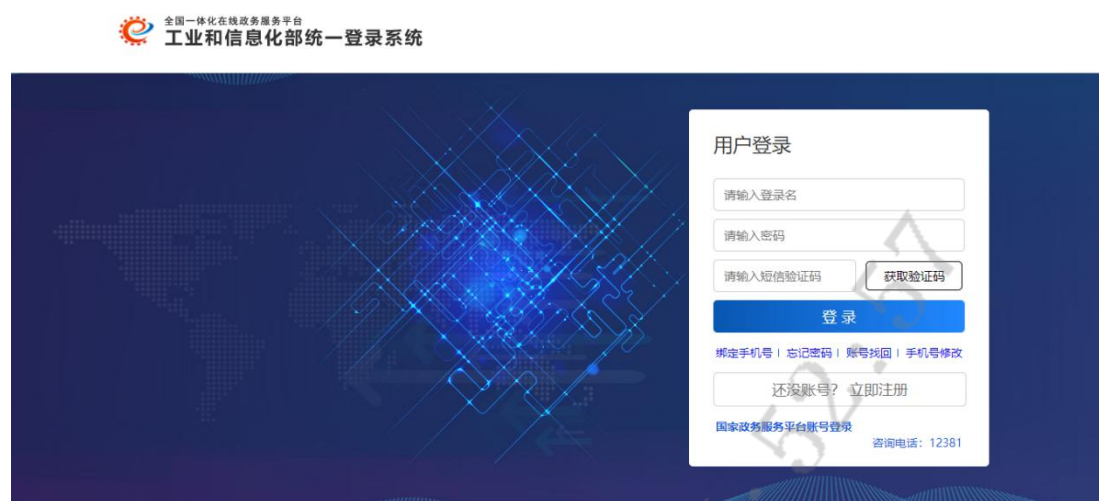 全国一体化在线政务服务平台
工业和信息化部统一登录系统
用户登录
请输入登录名
请输入密码
请输入短信验证码 获取验证码
登 录
绑定手机号 | 忘记密码 | 账号找回 | 手机号修改
还没账号？ 立即注册
国家政务服务平台账号登录
咨询电话：12381
.52.57